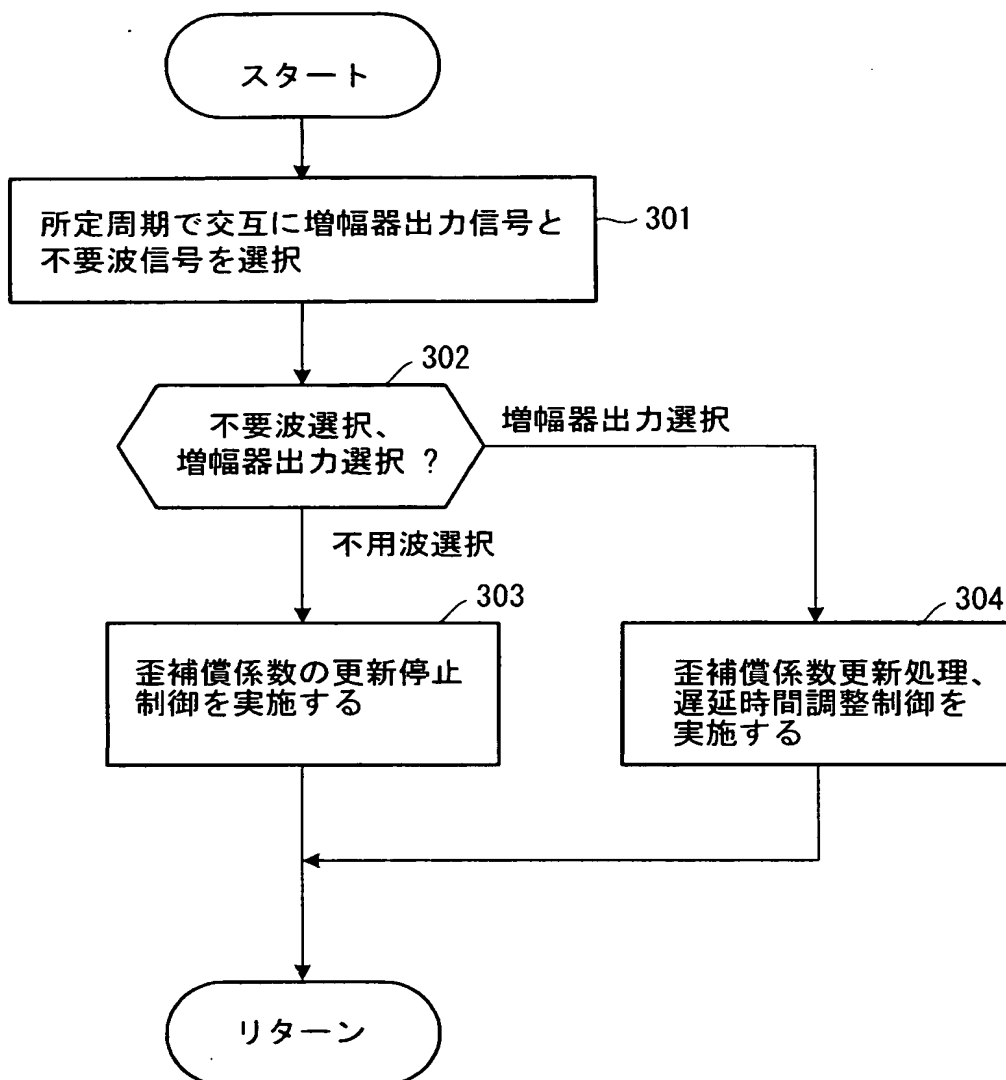 スタート
所定周期で交互に増幅器出力信号と
不要波信号を選択
301
302
不要波選択、
増幅器出力選択 ?
増幅器出力選択
不用波選択
303
歪補償係数の更新停止
制御を実施する
304
歪補償係数更新処理、
遅延時間調整制御を
実施する
リターン